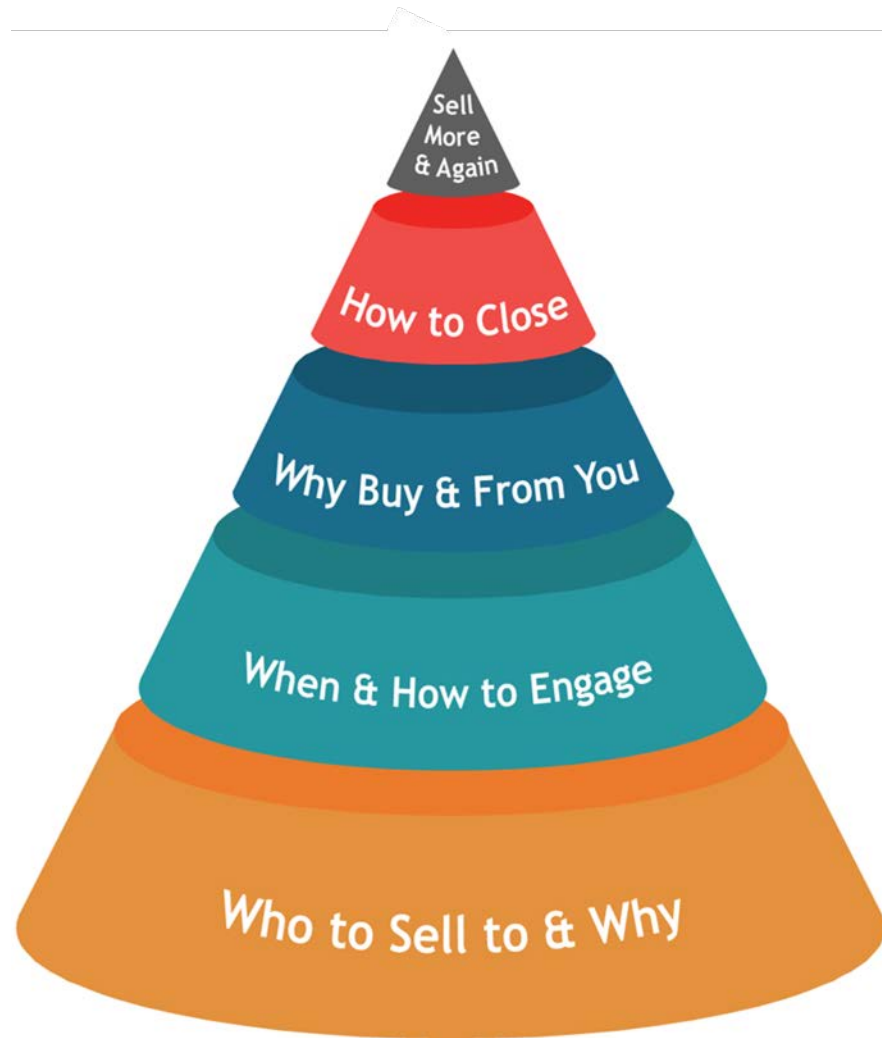 Sell
More
& Again
How to Close
Why Buy & From You
When & How to Engage
Who to Sell to & Why